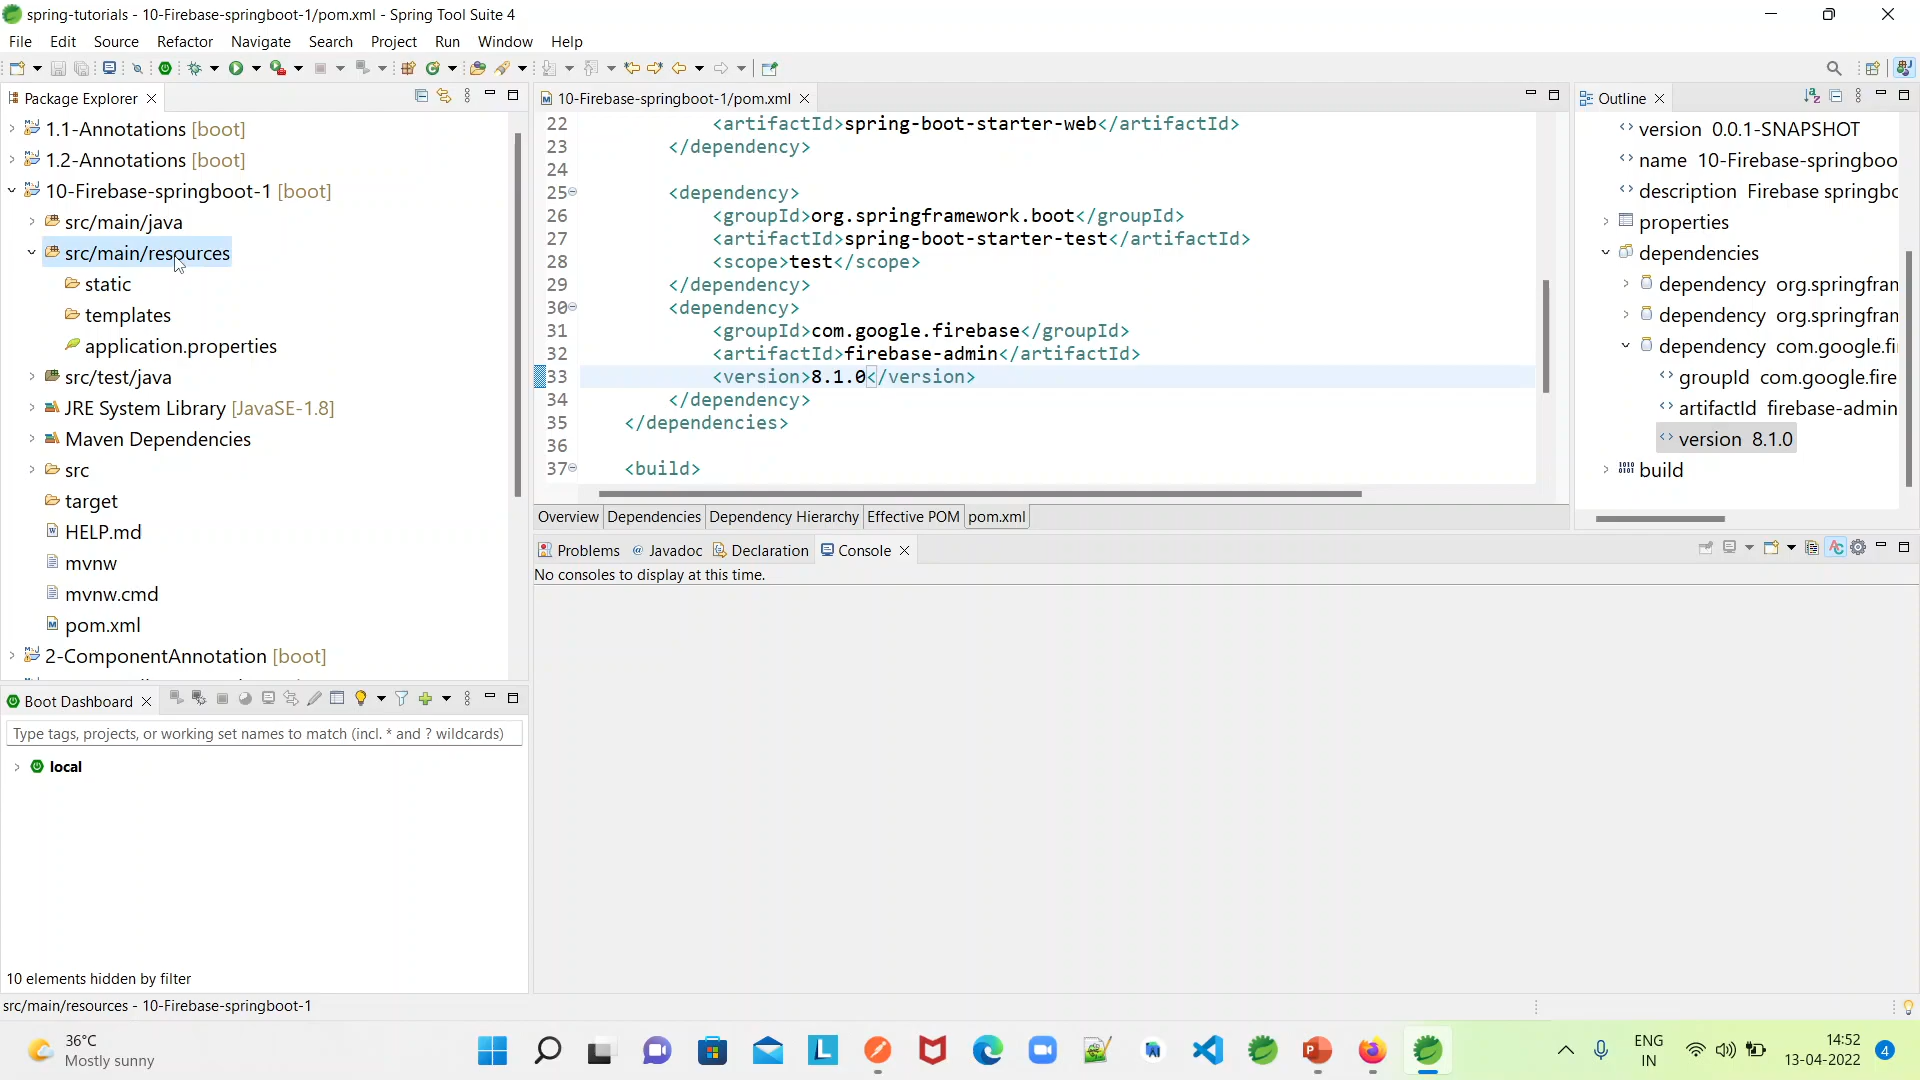 spring-tutorials - 10-Firebase-springboot-1/pom.xml - Spring Tool Suite 4
File Edit Source Refactor Navigate Search Project Run Window Help
Package Explorer
1.1-Annotations [boot]
1.2-Annotations [boot]
10-Firebase-springboot-1 [boot]
src/main/java
src/main/resources
static
templates
application.properties
src/test/java
JRE System Library [JavaSE-1.8]
Maven Dependencies
src
target
HELP.md
mvnw
mvnw.cmd
pom.xml
2-ComponentAnnotation [boot]
Boot Dashboard
Type tags, projects, or working set names to match (incl. * and ? wildcards)
local
10 elements hidden by filter
10-Firebase-springboot-1/pom.xml
22 <artifactId>spring-boot-starter-web</artifactId>
23 </dependency>
24
25 <dependency>
26 <groupId>org.springframework.boot</groupId>
27 <artifactId>spring-boot-starter-test</artifactId>
28 <scope>test</scope>
29 </dependency>
30 <dependency>
31 <groupId>com.google.firebase</groupId>
32 <artifactId>firebase-admin</artifactId>
33 <version>8.1.0</version>
34 </dependency>
35 </dependencies>
36
37 <build>
Overview Dependencies Dependency Hierarchy Effective POM pom.xml
Problems @ Javadoc Declaration Console
No consoles to display at this time.
Outline
version 0.0.1-SNAPSHOT
name 10-Firebase-springboo
description Firebase springbo
properties
dependencies
dependency org.springfran
dependency org.springfran
dependency com.google.fi
groupId com.google.fire
artifactId firebase-admin
version 8.1.0
build
src/main/resources - 10-Firebase-springboot-1
36°C
Mostly sunny
ENG
IN
14:52
13-04-2022
4